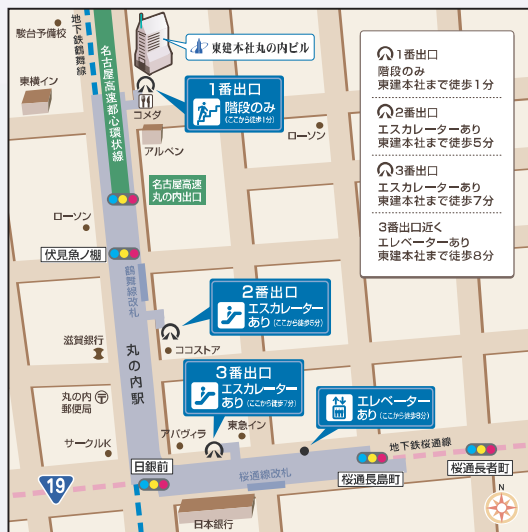 駿台予備校
地下鉄鶴舞線
東建本社丸の内ビル
東横イン
名古屋高速都心環状線
コメダ
1番出口
階段のみ
(ここから徒歩1分)
アルペン
ローソン
名古屋高速
丸の内出口
ローソン
伏見魚ノ棚
鶴舞線改札
2番出口
エスカレーター
あり(ここから徒歩5分)
滋賀銀行
ココストア
丸の内駅
3番出口
エスカレーター
あり(ここから徒歩7分)
丸の内
郵便局
エレベーター
あり(ここから徒歩8分)
サークルK
アバヴィラ
東急イン
地下鉄桜通線
日銀前
桜通線改札
桜通長島町
桜通長者町
19
日本銀行
N
1番出口
階段のみ
東建本社まで徒歩1分
2番出口
エスカレーターあり
東建本社まで徒歩5分
3番出口
エスカレーターあり
東建本社まで徒歩7分
3番出口近く
エレベーターあり
東建本社まで徒歩8分